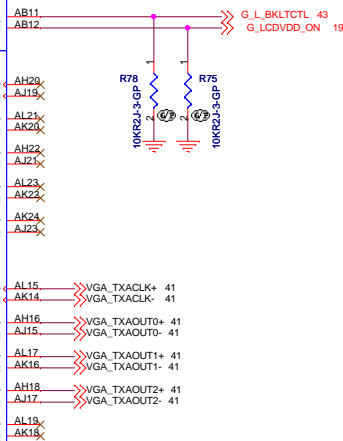 AB11 G_L_BKLTCTL 43
AB12 G_LCDVDD_ON 19
1 1
R78 R75
10KR2J-3-GP 10KR2J-3-GP
2 2
AH20
AJ19
AL21
AK20
AH22
AJ21
AL23
AK22
AK24
AJ23
AL15 VGA_TXACLK+ 41
AK14 VGA_TXACLK- 41
AH16 VGA_TXAOUT0+ 41
AJ15 VGA_TXAOUT0- 41
AL17 VGA_TXAOUT1+ 41
AK16 VGA_TXAOUT1- 41
AH18 VGA_TXAOUT2+ 41
AJ17 VGA_TXAOUT2- 41
AL19
AK18